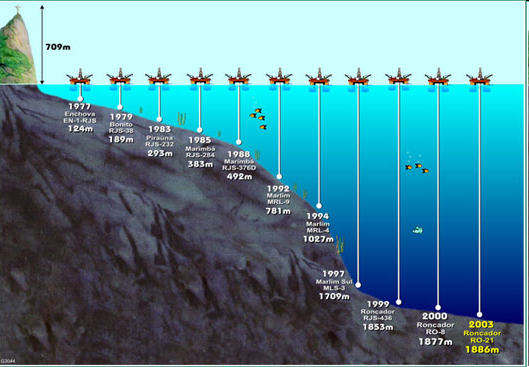 709m
1977
Enchova
EN-1-RJS
124m
1979
Bonito
RJS-38
189m
1983
Piraúna
RJS-232
293m
1985
Marimbá
RJS-284
383m
1988
Marimbá
RJS-376D
492m
1992
Marlim
MRL-9
781m
1994
Marlim
MRL-4
1027m
1997
Marlim Sul
MLS-3
1709m
1999
Roncador
RJS-436
1853m
2000
Roncador
RO-8
1877m
2003
Roncador
RO-21
1886m
G3044